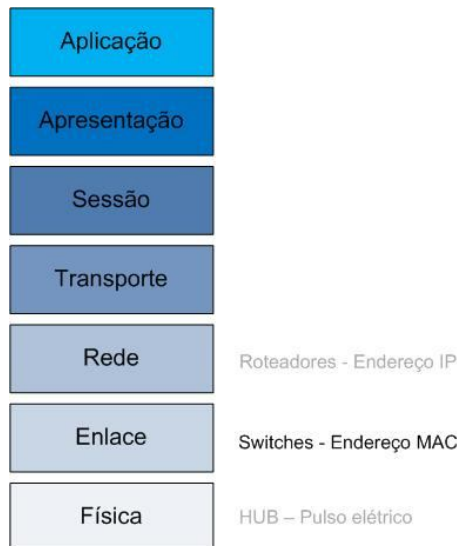 Aplicação
Apresentação
Sessão
Transporte
Rede
Roteadores - Endereço IP
Enlace
Switches - Endereço MAC
Física
HUB – Pulso elétrico